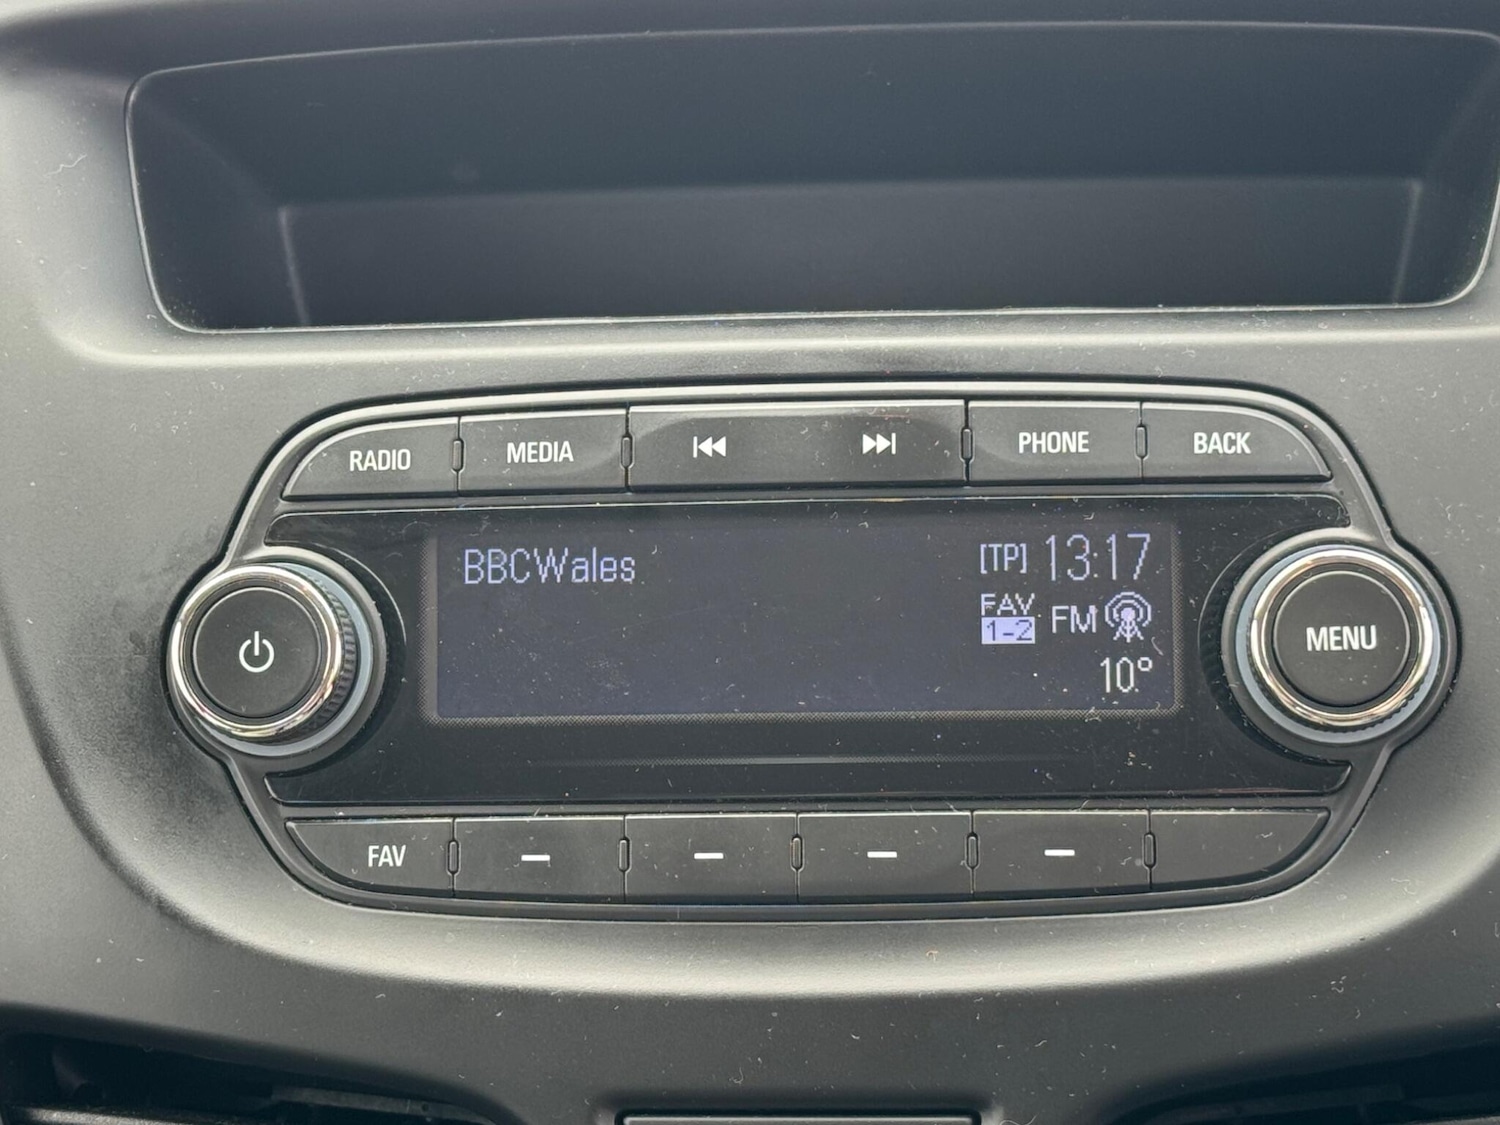 RADIO MEDIA PHONE BACK
BBCWales [TP] 13:17
FAV FM
1-2
10°
MENU
FAV